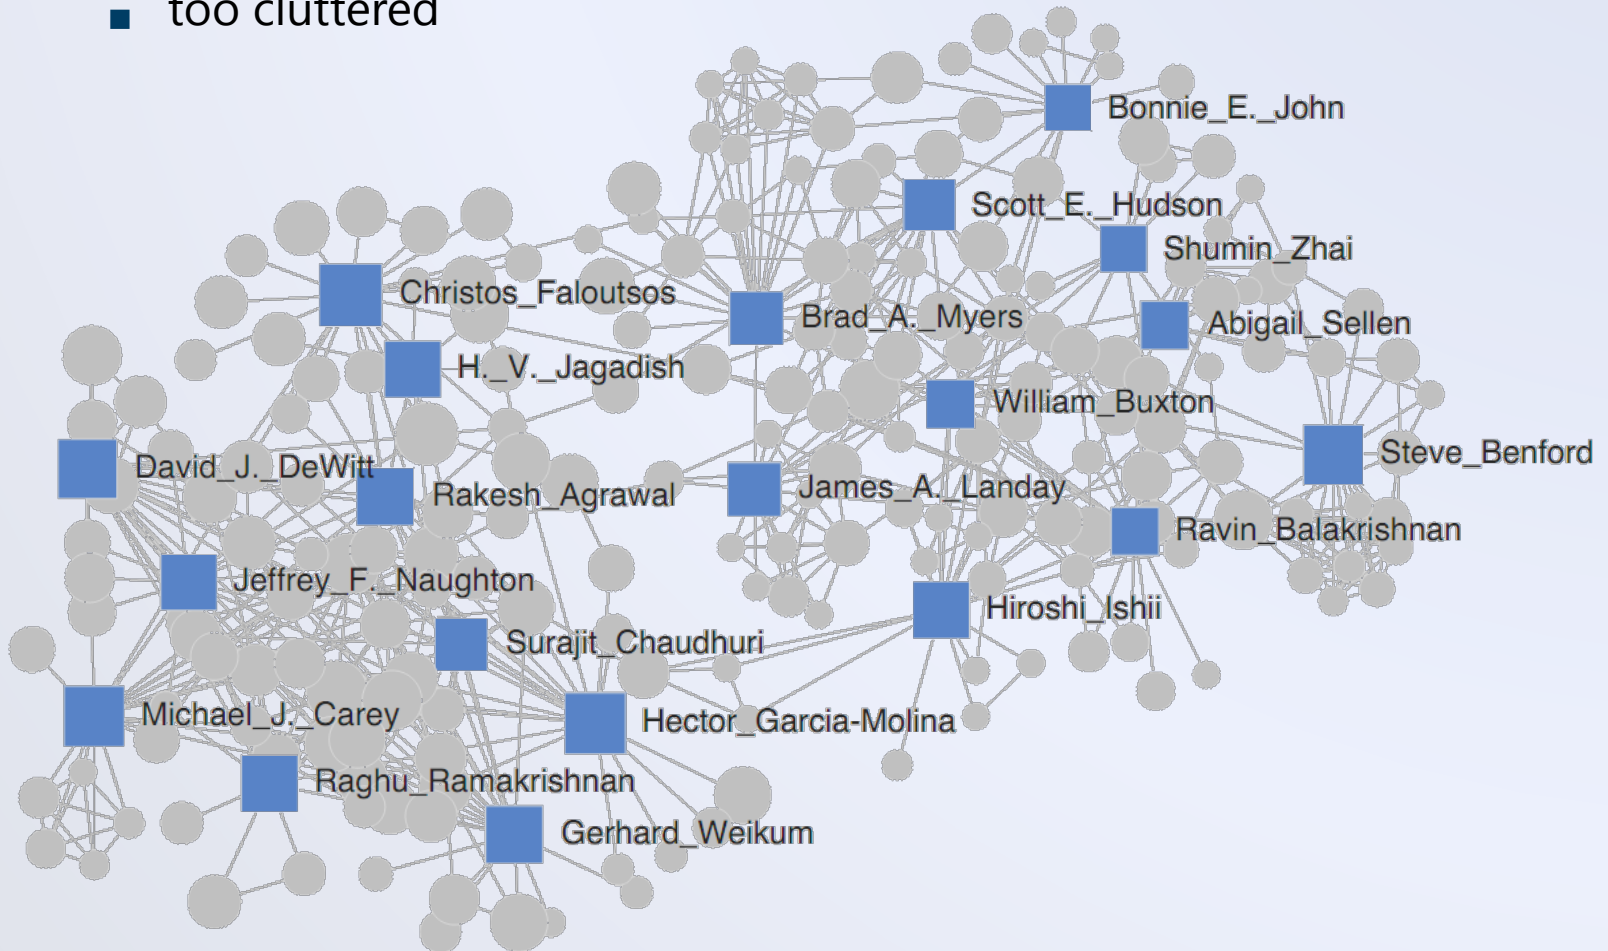 too cluttered
Bonnie_E._John
Scott_E._Hudson
Shumin_Zhai
Christos_Faloutsos
Brad_A._Myers
Abigail_Sellen
H._V._Jagadish
William_Buxton
Steve_Benford
David_J._DeWitt
Rakesh_Agrawal
James_A._Landay
Ravin_Balakrishnan
Jeffrey_F._Naughton
Hiroshi_Ishii
Surajit_Chaudhuri
Michael_J._Carey
Hector_Garcia-Molina
Raghu_Ramakrishnan
Gerhard_Weikum